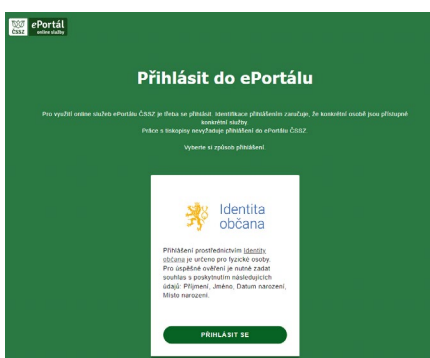 ČSSZ
ePortál
online služby
Přihlásit do ePortálu
Pro využití online služeb ePortálu ČSSZ je třeba se přihlásit. Identifikace přihlášením zaručuje, že konkrétní osobě jsou přístupné
konkrétní služby.
Práce s tiskopisy nevyžaduje přihlášení do ePortálu ČSSZ.
Vyberte si způsob přihlášení.
Identita
občana
Přihlášení prostřednictvím Identity
občana je určeno pro fyzické osoby.
Pro úspěšné ověření je nutné zadat
souhlas s poskytnutím následujících
údajů: Příjmení, Jméno, Datum narození,
Místo narození.
PŘIHLÁSIT SE